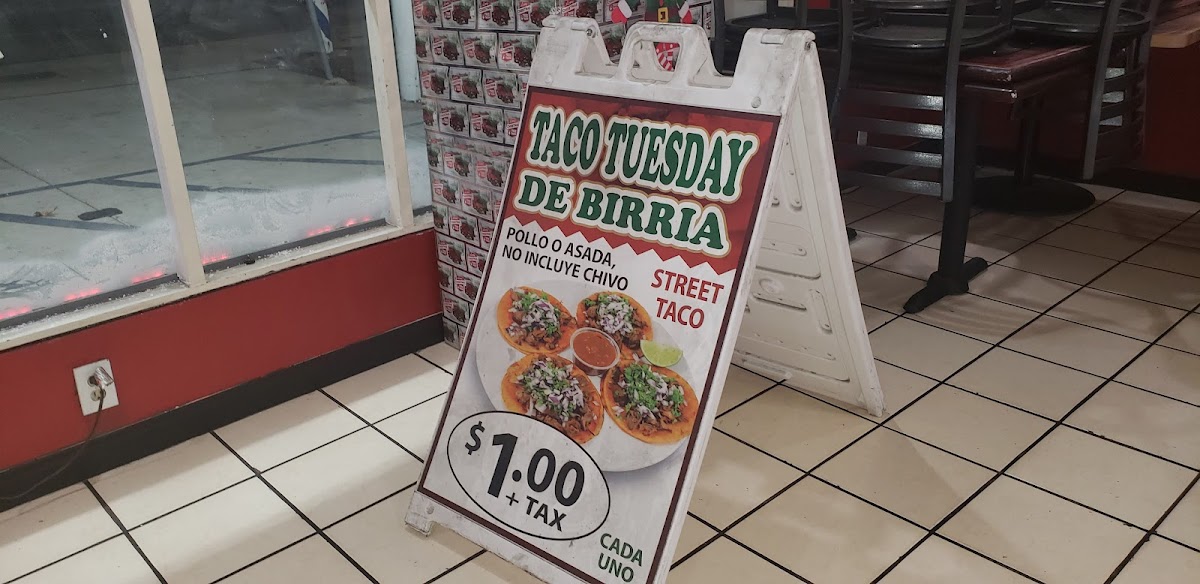 TACO TUESDAY
DE BIRRIA
POLLO O ASADA,
NO INCLUYE CHIVO
STREET
TACO
$1.00
+ TAX
CADA
UNO